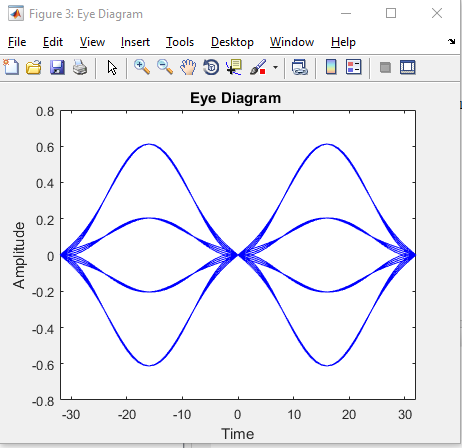 Figure 3: Eye Diagram
File Edit View Insert Tools Desktop Window Help
Eye Diagram
0.8
0.6
0.4
0.2
0
-0.2
-0.4
-0.6
-0.8
Amplitude
-30 -20 -10 0 10 20 30
Time